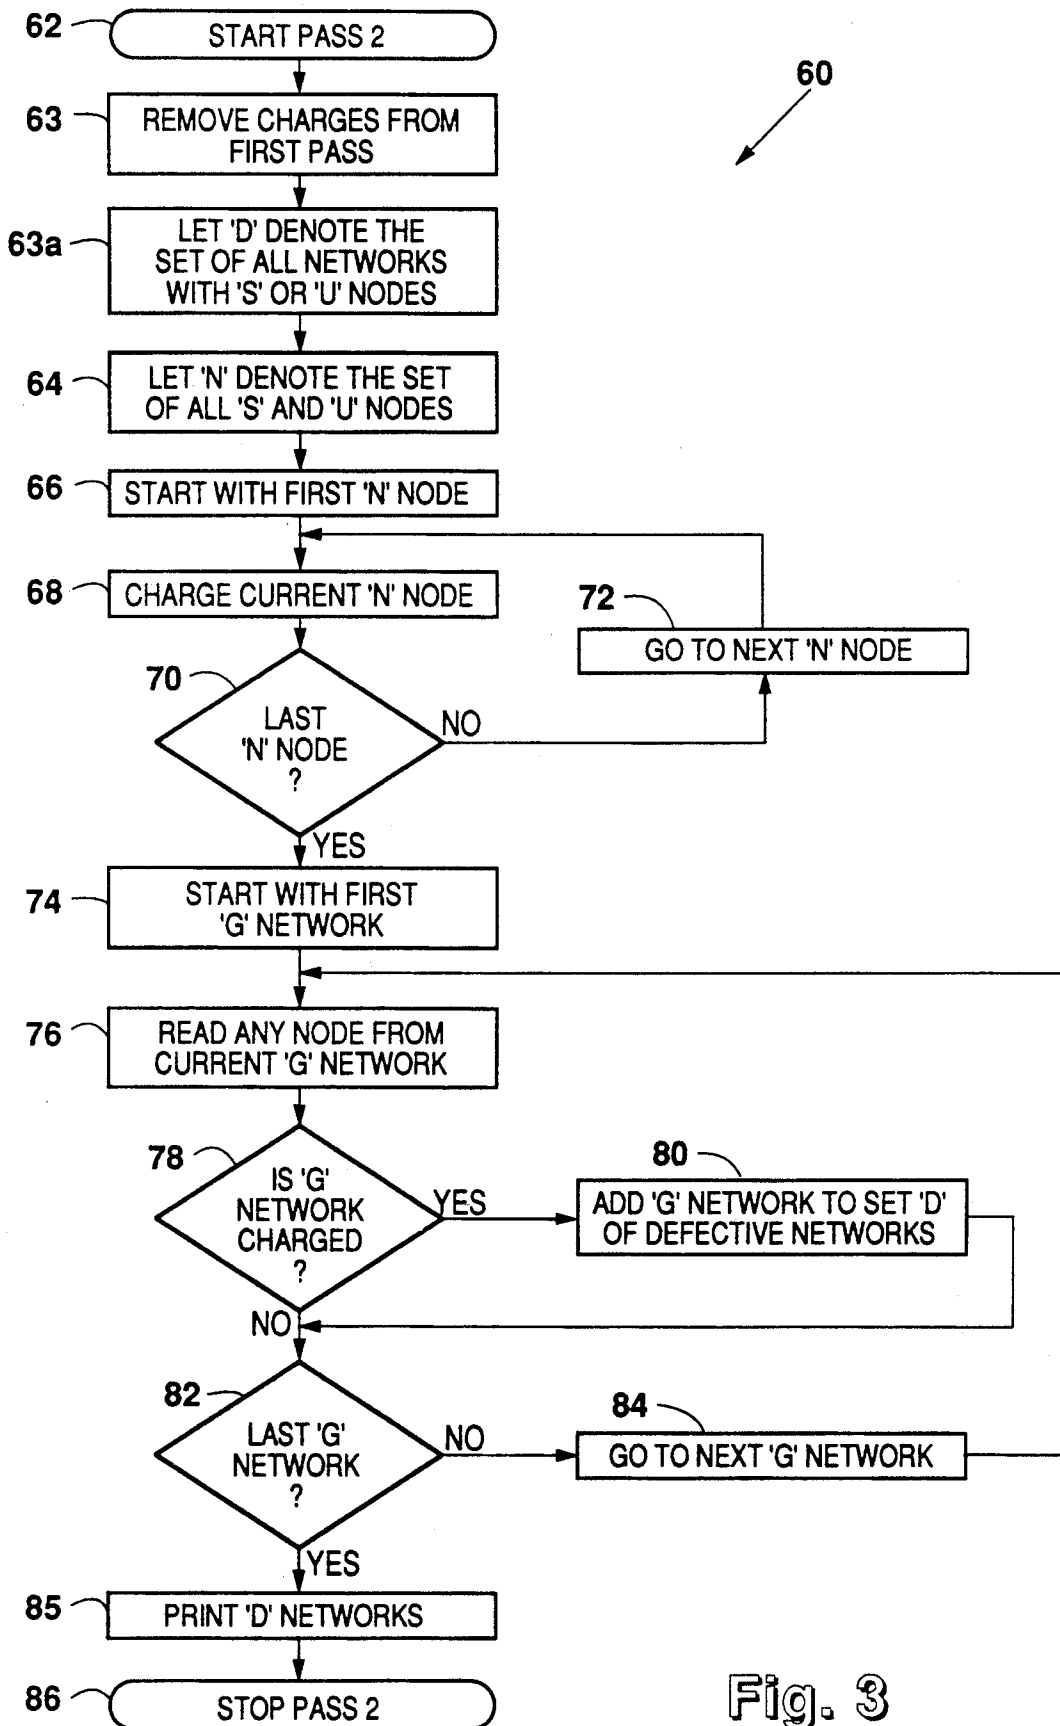 62
START PASS 2
60
63
REMOVE CHARGES FROM
FIRST PASS
63a
LET 'D' DENOTE THE
SET OF ALL NETWORKS
WITH 'S' OR 'U' NODES
64
LET 'N' DENOTE THE SET
OF ALL 'S' AND 'U' NODES
66
START WITH FIRST 'N' NODE
68
CHARGE CURRENT 'N' NODE
72
GO TO NEXT 'N' NODE
70
LAST
'N' NODE
?
NO
YES
74
START WITH FIRST
'G' NETWORK
76
READ ANY NODE FROM
CURRENT 'G' NETWORK
78
IS 'G'
NETWORK
CHARGED
?
YES
80
ADD 'G' NETWORK TO SET 'D'
OF DEFECTIVE NETWORKS
NO
82
LAST 'G'
NETWORK
?
NO
84
GO TO NEXT 'G' NETWORK
YES
85
PRINT 'D' NETWORKS
86
STOP PASS 2
Fig. 3